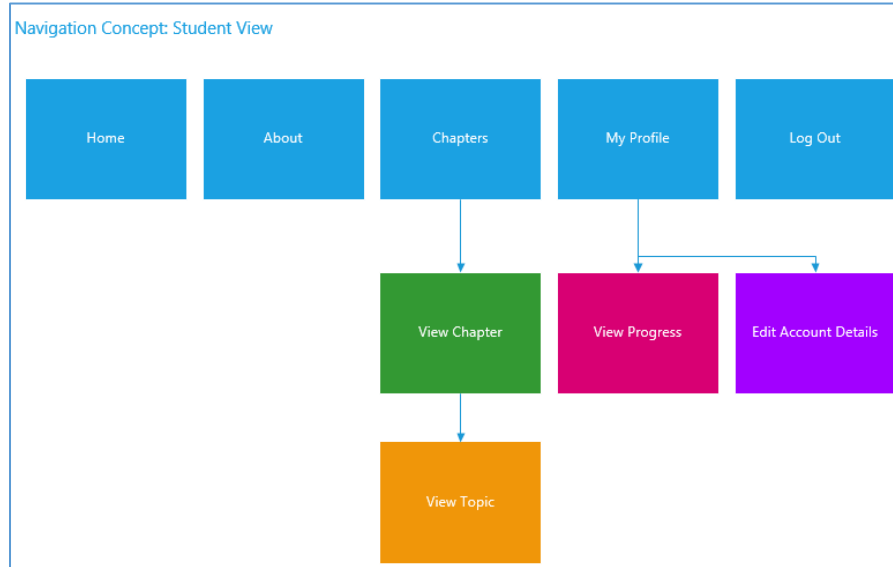 Navigation Concept: Student View
Home
About
Chapters
My Profile
Log Out
View Chapter
View Progress
Edit Account Details
View Topic